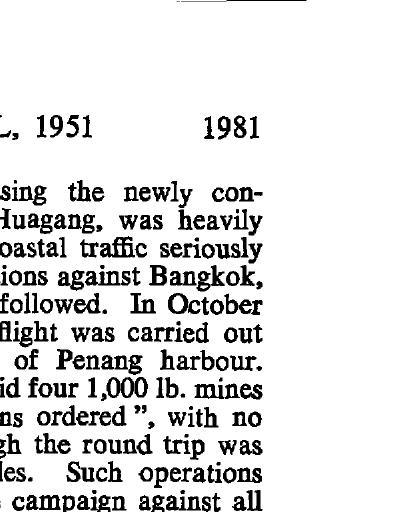 L, 1951 1981
sing the newly con-
Huagang, was heavily
oastal traffic seriously
ions against Bangkok,
followed. In October
flight was carried out
of Penang harbour.
id four 1,000 lb. mines
ns ordered ”, with no
gh the round trip was
les. Such operations
campaign against all